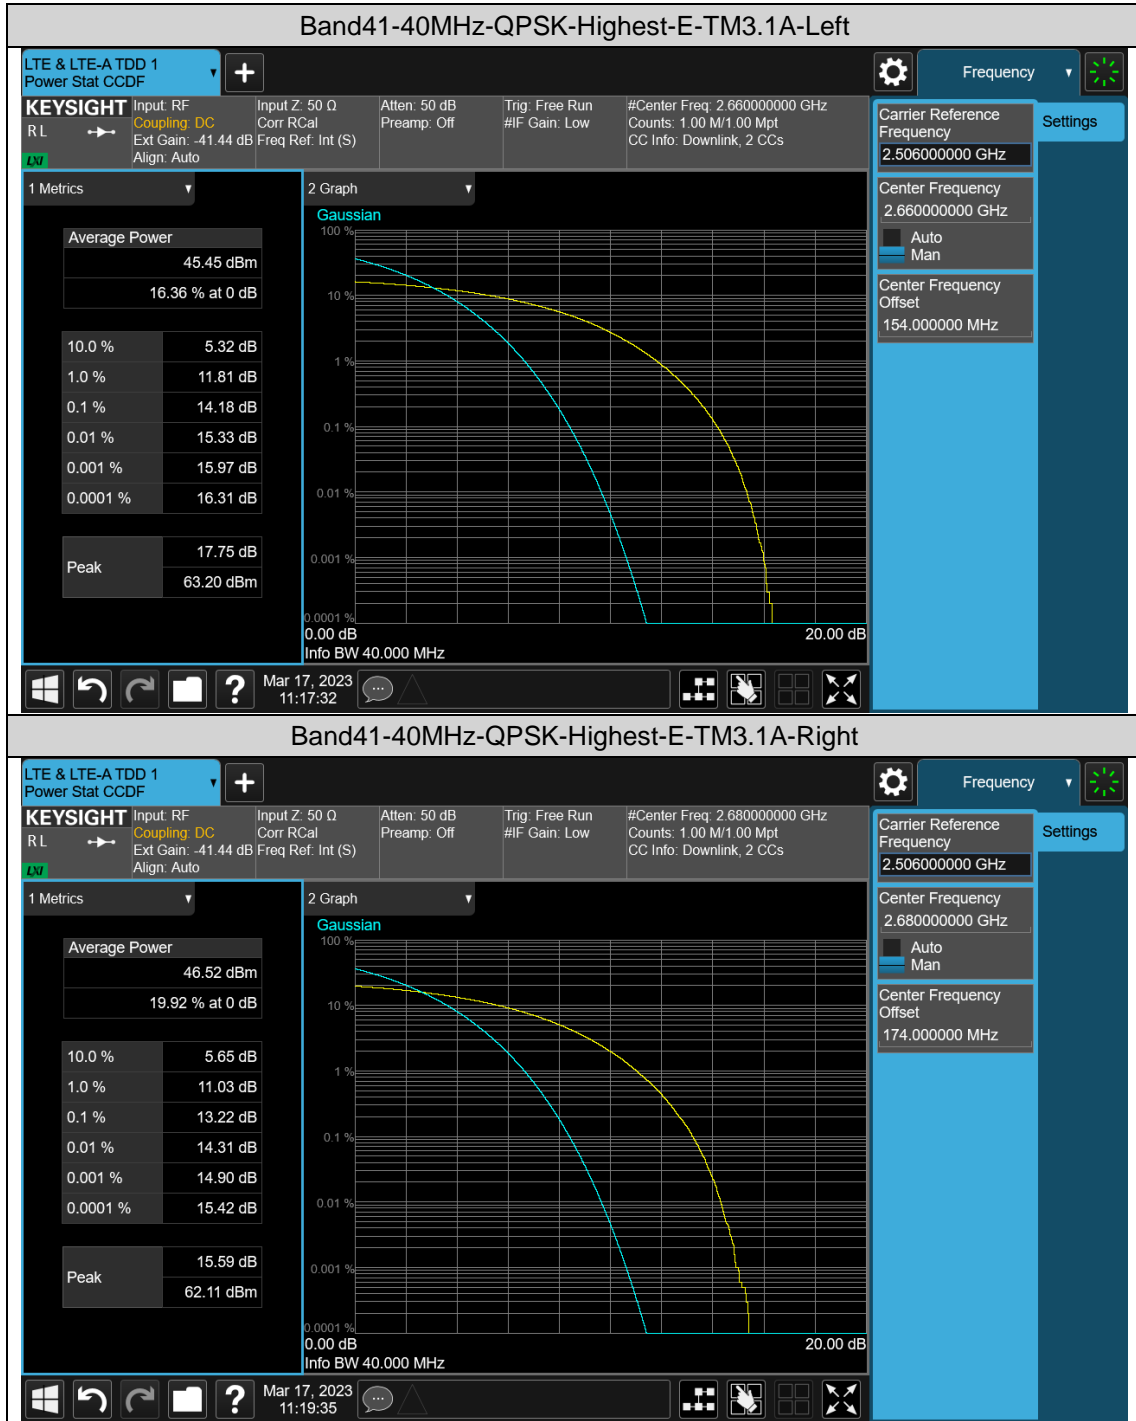 Band41-40MHz-QPSK-Highest-E-TM3.1A-Left
LTE & LTE-A TDD 1
Power Stat CCDF
Frequency
KEYSIGHT
R L
LXI
Input: RF
Coupling: DC
Ext Gain: -41.44 dB
Align: Auto
Input Z: 50 Ω
Corr RCal
Freq Ref: Int (S)
Atten: 50 dB
Preamp: Off
Trig: Free Run
#IF Gain: Low
#Center Freq: 2.660000000 GHz
Counts: 1.00 M/1.00 Mpt
CC Info: Downlink, 2 CCs
Carrier Reference
Frequency
2.506000000 GHz
Settings
Center Frequency
2.660000000 GHz
Auto
Man
Center Frequency
Offset
154.000000 MHz
1 Metrics
Average Power
45.45 dBm
16.36 % at 0 dB
10.0 % 5.32 dB
1.0 % 11.81 dB
0.1 % 14.18 dB
0.01 % 15.33 dB
0.001 % 15.97 dB
0.0001 % 16.31 dB
Peak
17.75 dB
63.20 dBm
2 Graph
Gaussian
100 %
10 %
1 %
0.1 %
0.01 %
0.001 %
0.0001 %
0.00 dB
20.00 dB
Info BW 40.000 MHz
Mar 17, 2023
11:17:32
Band41-40MHz-QPSK-Highest-E-TM3.1A-Right
LTE & LTE-A TDD 1
Power Stat CCDF
Frequency
KEYSIGHT
R L
LXI
Input: RF
Coupling: DC
Ext Gain: -41.44 dB
Align: Auto
Input Z: 50 Ω
Corr RCal
Freq Ref: Int (S)
Atten: 50 dB
Preamp: Off
Trig: Free Run
#IF Gain: Low
#Center Freq: 2.680000000 GHz
Counts: 1.00 M/1.00 Mpt
CC Info: Downlink, 2 CCs
Carrier Reference
Frequency
2.506000000 GHz
Settings
Center Frequency
2.680000000 GHz
Auto
Man
Center Frequency
Offset
174.000000 MHz
1 Metrics
Average Power
46.52 dBm
19.92 % at 0 dB
10.0 % 5.65 dB
1.0 % 11.03 dB
0.1 % 13.22 dB
0.01 % 14.31 dB
0.001 % 14.90 dB
0.0001 % 15.42 dB
Peak
15.59 dB
62.11 dBm
2 Graph
Gaussian
100 %
10 %
1 %
0.1 %
0.01 %
0.001 %
0.0001 %
0.00 dB
20.00 dB
Info BW 40.000 MHz
Mar 17, 2023
11:19:35